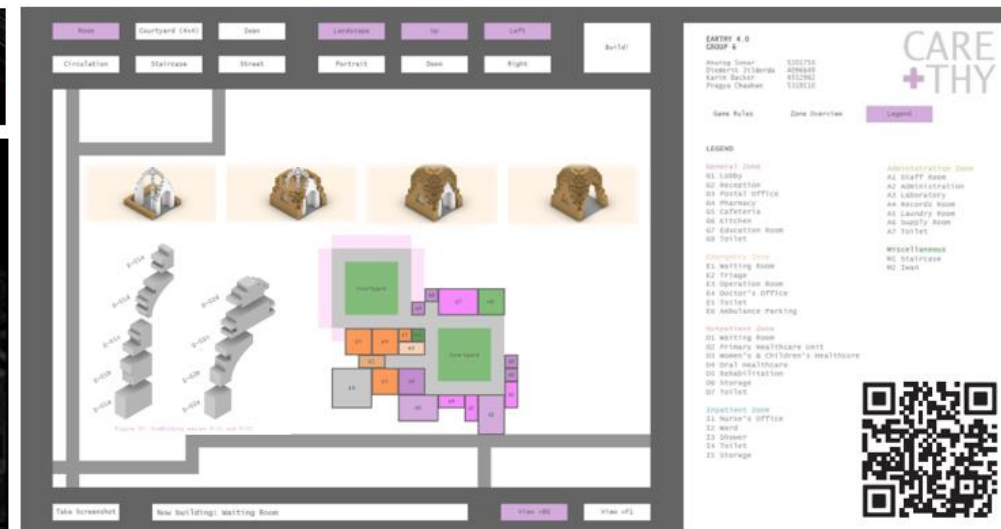 Room
Courtyard (4x4)
Iwan
Landscape
Up
Left
Build!
Circulation
Staircase
Street
Portrait
Down
Right
Courtyard
Courtyard
Take Screenshot
Now building: Waiting Room
View +BG
View +F1
EARTHY 4.0
GROUP 6
CARE
+THY
Game Rules
Zone Overview
Legend
LEGEND
General Zone
G1 Lobby
G2 Reception
G3 Postal Office
G4 Pharmacy
G5 Cafeteria
G6 Kitchen
G7 Education Room
G8 Toilet
Emergency Zone
E1 Waiting Room
E2 Triage
E3 Operation Room
E4 Doctor's Office
E5 Toilet
E6 Ambulance Parking
Outpatient Zone
O1 Waiting Room
O2 Primary Healthcare Unit
O3 Women's & Children's Healthcare
O4 Oral Healthcare
O5 Rehabilitation
O6 Storage
O7 Toilet
Inpatient Zone
I1 Nurse's Office
I2 Ward
I3 Shower
I4 Toilet
I5 Storage
Administration Zone
A1 Staff Room
A2 Administration
A3 Laboratory
A4 Records Room
A5 Laundry Room
A6 Supply Room
A7 Toilet
Miscellaneous
M1 Staircase
M2 Iwan